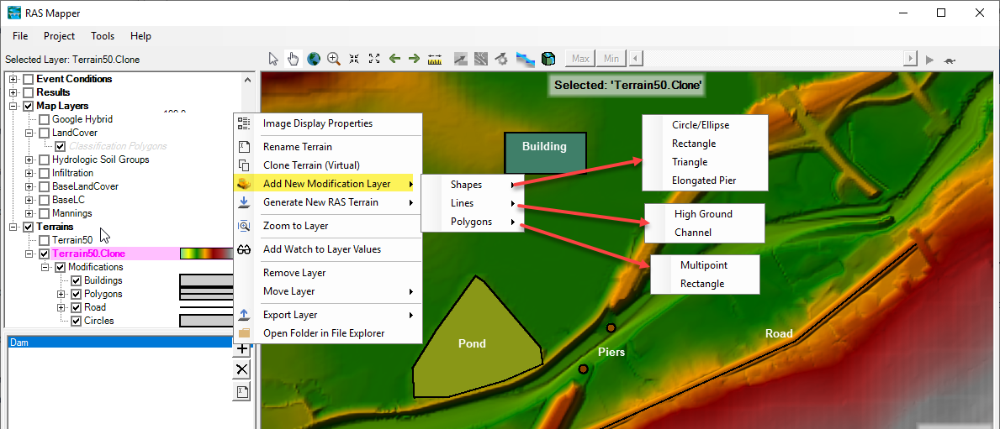 RAS Mapper
File Project Tools Help
Selected Layer: Terrain50.Clone
Max Min
Event Conditions
Results
Map Layers
Google Hybrid
LandCover
Classification Polygons
Hydrologic Soil Groups
Infiltration
BaseLandCover
BaseLC
Mannings
Terrains
Terrain50
Terrain50.Clone
Modifications
Buildings
Polygons
Road
Circles
Dam
Image Display Properties
Rename Terrain
Clone Terrain (Virtual)
Add New Modification Layer
Generate New RAS Terrain
Zoom to Layer
Add Watch to Layer Values
Remove Layer
Move Layer
Export Layer
Open Folder in File Explorer
Shapes
Lines
Polygons
Selected: 'Terrain50.Clone'
Building
Circle/Ellipse
Rectangle
Triangle
Elongated Pier
High Ground
Channel
Multipoint
Rectangle
Pond
Piers
Road